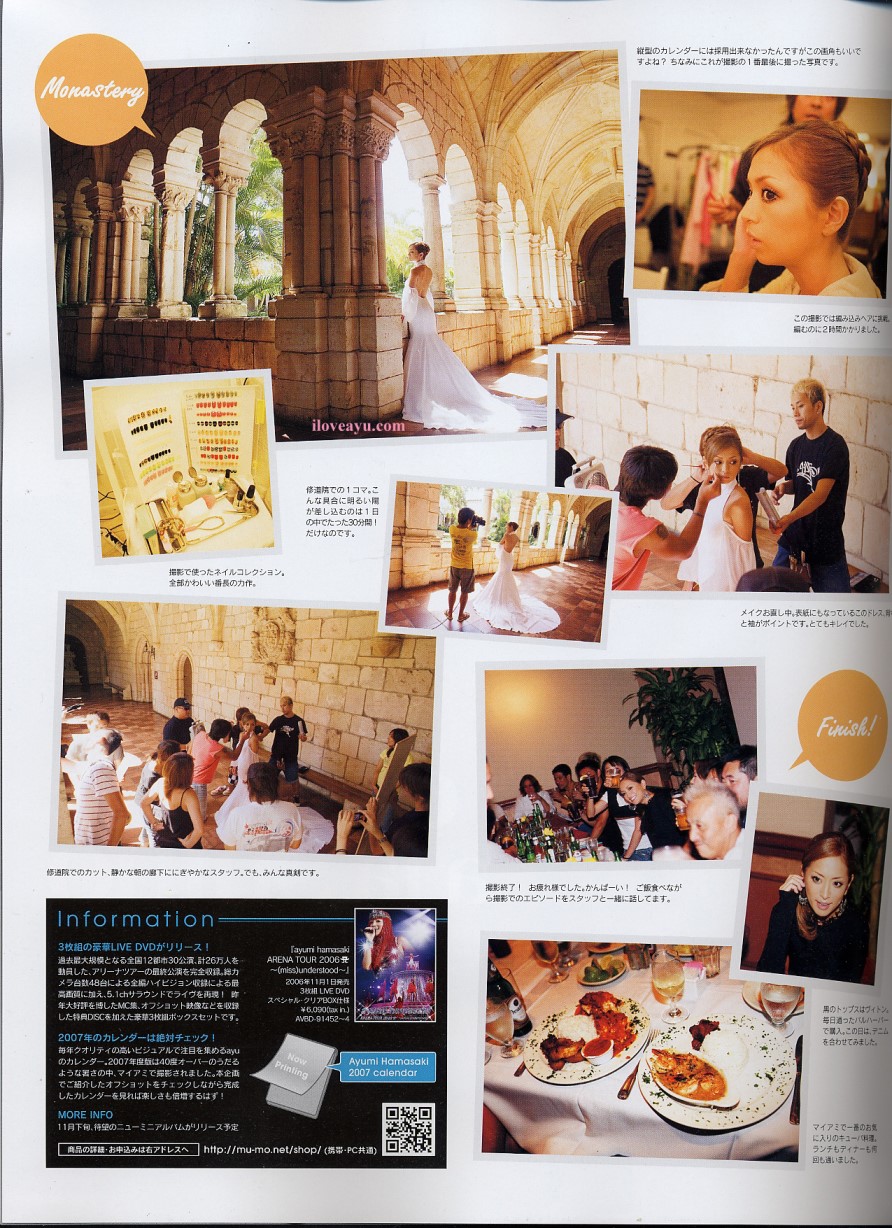 Monastery
縦型のカレンダーには採用出来なかったんですがこの画角もいいで
すよね？ ちなみにこれが撮影の1番最後に撮った写真です。
この撮影では編み込みヘアに挑戦。
編むのに2時間かかりました。
iloveayu.com
修道院での1コマ。こ
んな具合に明るい陽
が差し込むのは1日
の中でたった30分間！
だけなのです。
撮影で使ったネイルコレクション。
全部かわいい番長の力作。
メイクお直し中。表紙にもなっているこのドレス、背中
と袖がポイントです。とてもキレイでした。
Finish!
修道院でのカット、静かな朝の廊下ににぎやかなスタッフ。でも、みんな真剣です。
撮影終了！ お疲れ様でした。かんぱーい！ ご飯食べなが
ら撮影でのエピソードをスタッフと一緒に話してます。
黒のトップスはヴィトン。
毎日通ったバルハーバー
で購入。この日は、デニム
を合わせてみました。
マイアミで一番のお気
に入りのキューバ料理。
ランチもディナーも何
回も通いました。
Information
3枚組の豪華LIVE DVDがリリース！
過去最大規模となる全国12都市30公演、計26万人を
動員した、アリーナツアーの最終公演を完全収録。総カ
メラ台数48台による全編ハイビジョン収録による最
高画質に加え、5.1chサラウンドでライヴを再現！ 昨
年大好評を博したMC集、オフショット映像などを収録
した特典DISCを加えた豪華3枚組ボックスセットです。
『ayumi hamasaki
ARENA TOUR 2006 A
～(miss)understood～』
2006年11月1日発売
3枚組 LIVE DVD
スペシャル・クリアBOX仕様
￥6,090(tax in.)
AVBD-91452～4
2007年のカレンダーは絶対チェック！
毎年クオリティの高いビジュアルで注目を集めるayu
のカレンダー。2007年度版は40度オーバーのうだる
ような暑さの中、マイアミで撮影されました。本企画
でご紹介したオフショットをチェックしながら完成
したカレンダーを見れば楽しさも倍増するはず！
Now
Printing
Ayumi Hamasaki
2007 calendar
MORE INFO
11月下旬、待望のニューミニアルバムがリリース予定
商品の詳細・お申込みは右アドレスへ http://mu-mo.net/shop/ (携帯・PC共通)